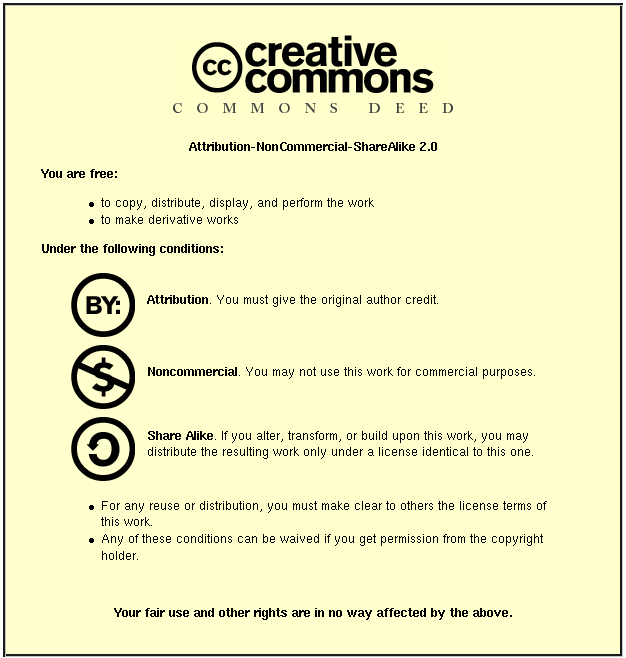 cc creative
commons
COMMONS DEED
Attribution-NonCommercial-ShareAlike 2.0
You are free:
• to copy, distribute, display, and perform the work
• to make derivative works
Under the following conditions:
BY: Attribution. You must give the original author credit.
$ Noncommercial. You may not use this work for commercial purposes.
Share Alike. If you alter, transform, or build upon this work, you may
distribute the resulting work only under a license identical to this one.
• For any reuse or distribution, you must make clear to others the license terms of
this work.
• Any of these conditions can be waived if you get permission from the copyright
holder.
Your fair use and other rights are in no way affected by the above.